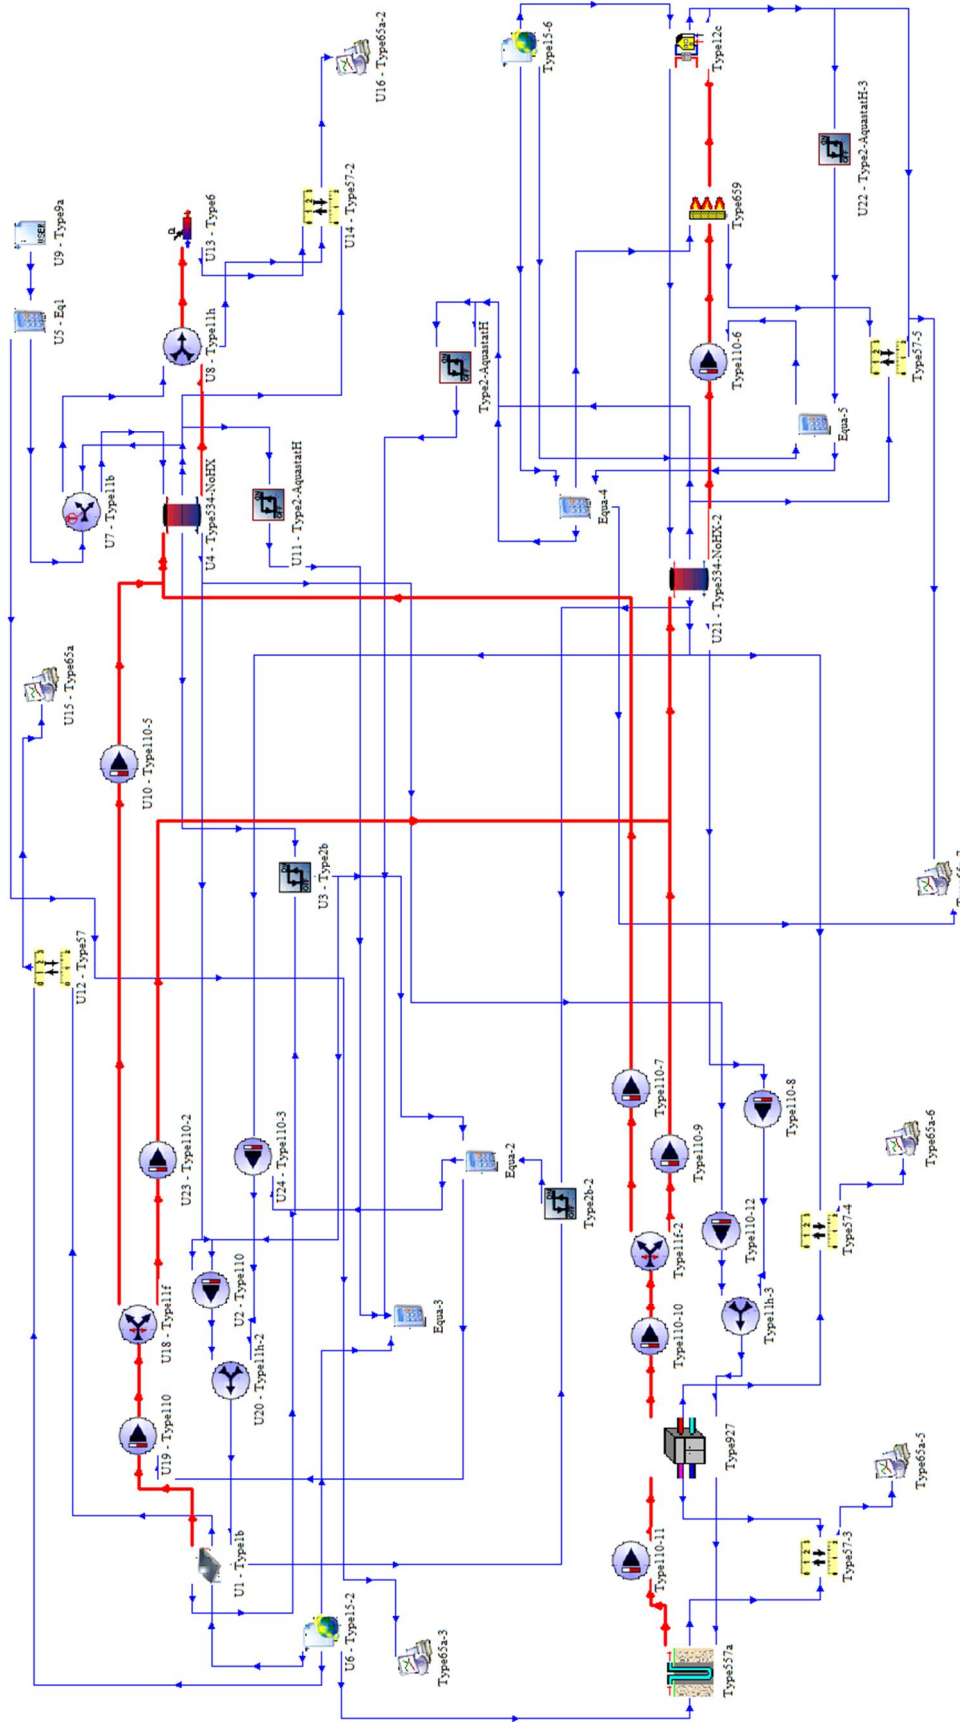 U16 - Type65a-2
U9 - Type9a
U5 - Eq1
U13 - Type6
U14 - Type57-2
U8 - Type11h
U7 - Type11b
U4 - Type534-NoHX
U11 - Type2-AquastatH
U15 - Type65a
U10 - Type110-5
U3 - Type2b
U12 - Type57
U23 - Type110-2
U24 - Type110-3
U18 - Type11f
U2 - Type110
U20 - Type11h-2
U19 - Type110
U1 - Type1b
U6 - Type15-2
Type65a-3
Equa-3
Equa-2
Type2b-2
Type15-6
Type12c
Type659
U22 - Type2-AquastatH-3
Type2-AquastatH
Type110-6
Type57-5
Equa-5
Equa-4
U21 - Type534-NoHX-2
Type110-7
Type110-9
Type110-8
Type11f-2
Type110-12
Type110-10
Type11h-3
Type57-4
Type65a-6
Type927
Type110-11
Type57-3
Type65a-5
Type557a